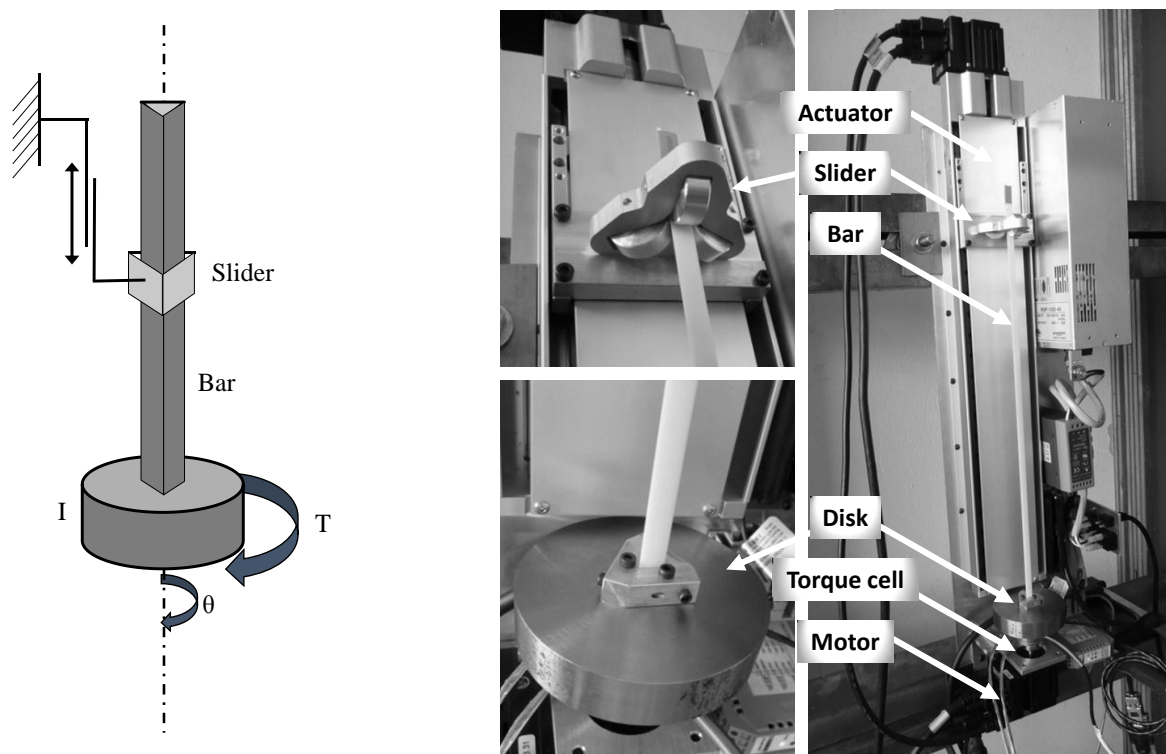 Slider
Bar
I
T
θ
Actuator
Slider
Bar
Disk
Torque cell
Motor